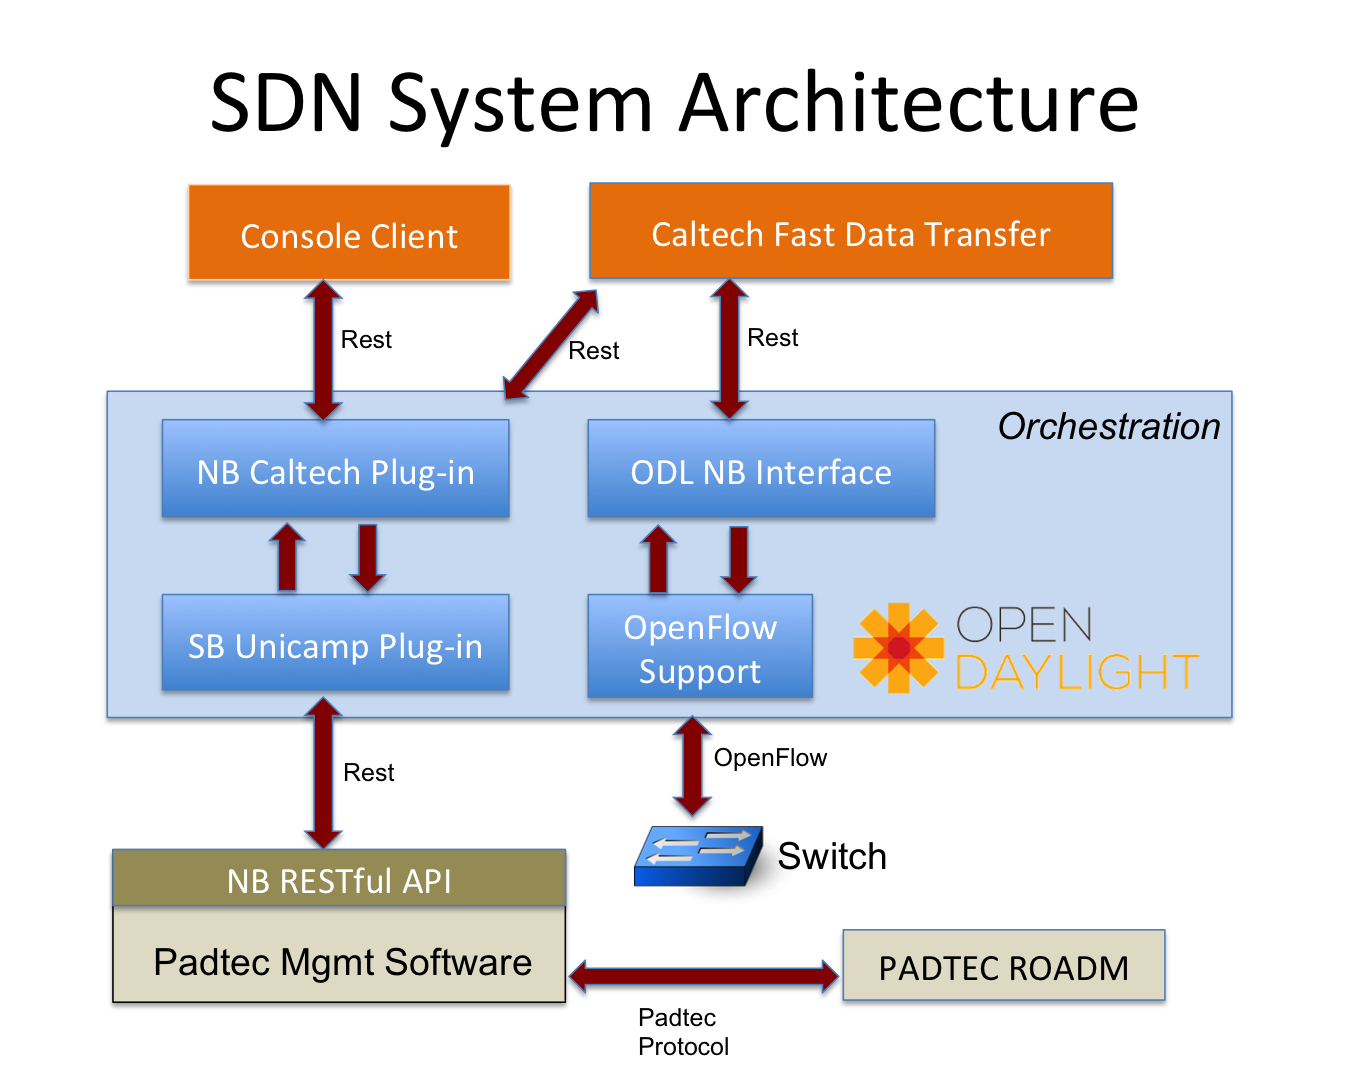 SDN System Architecture
Console Client
Caltech Fast Data Transfer
Rest
Rest
Rest
Orchestration
NB Caltech Plug-in
ODL NB Interface
SB Unicamp Plug-in
OpenFlow
Support
OPEN
DAYLIGHT
Rest
OpenFlow
Switch
NB RESTful API
Padtec Mgmt Software
PADTEC ROADM
Padtec
Protocol